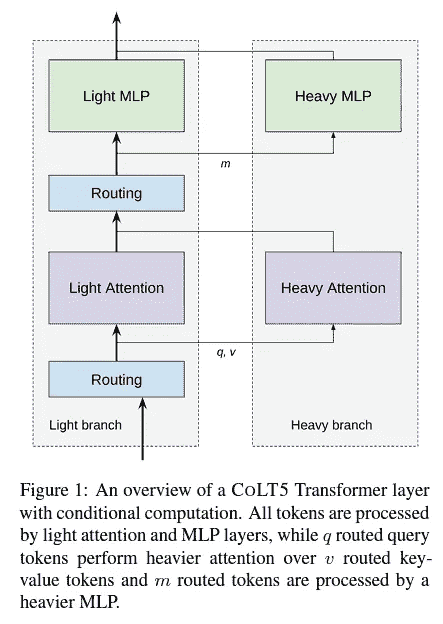 Light MLP
Heavy MLP
m
Routing
Light Attention
Heavy Attention
q, v
Routing
Light branch
Heavy branch
Figure 1: An overview of a COLT5 Transformer layer
with conditional computation. All tokens are processed
by light attention and MLP layers, while q routed query
tokens perform heavier attention over v routed key-
value tokens and m routed tokens are processed by a
heavier MLP.